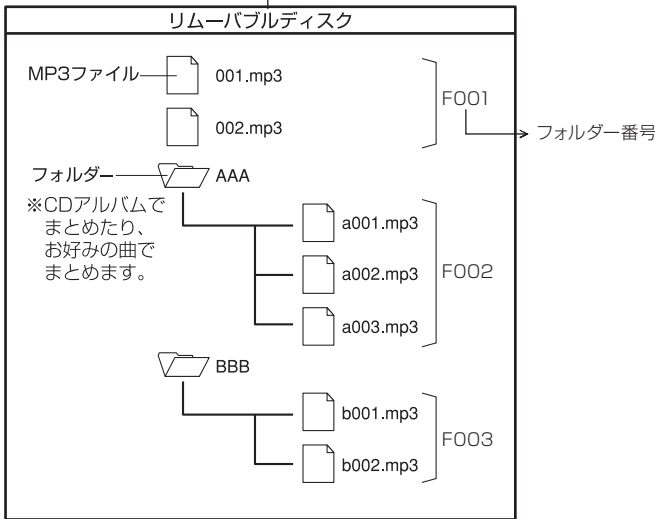 リムーバブルディスク
MP3ファイル
001.mp3
002.mp3
F001
フォルダー番号
フォルダー
AAA
※CDアルバムで
まとめたり、
お好みの曲で
まとめます。
a001.mp3
a002.mp3
a003.mp3
F002
BBB
b001.mp3
b002.mp3
F003